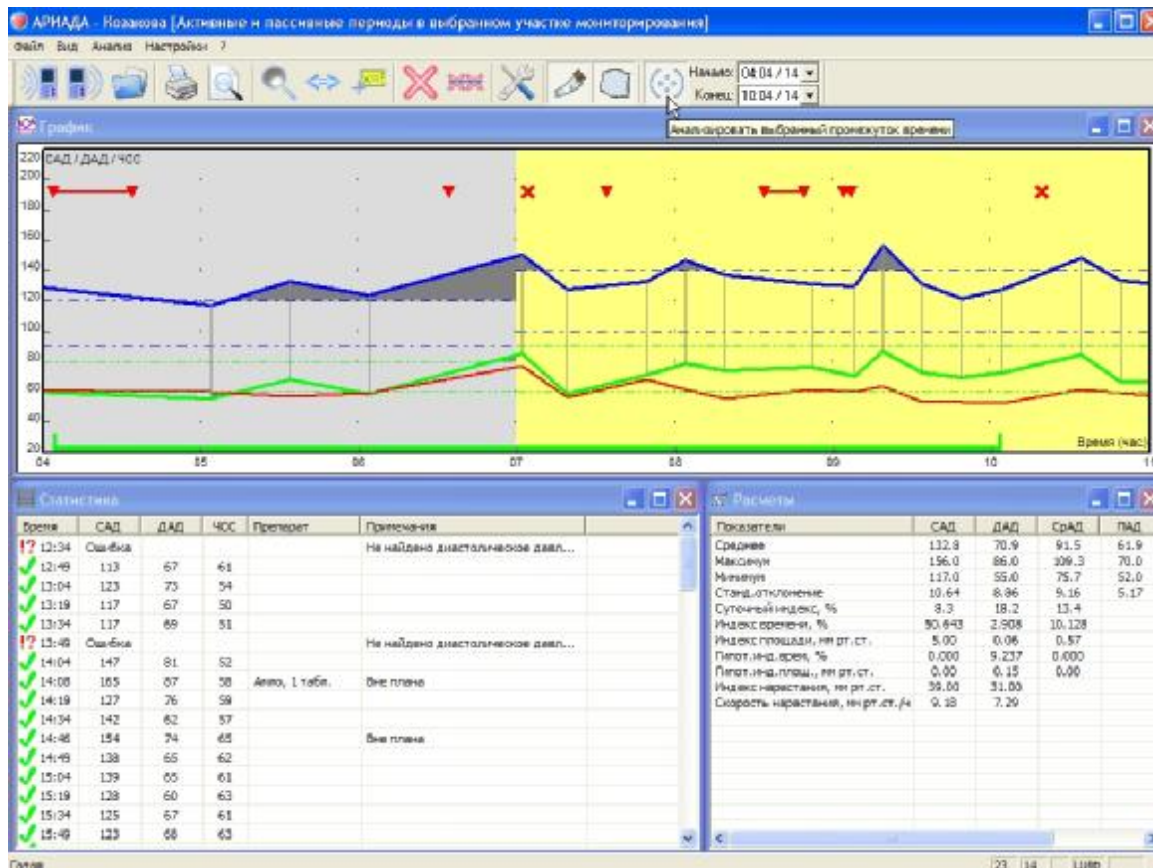 АРИАДА - Козакова [Активные и пассивные периоды в выбранном участке мониторирования]
Файл Вид Анализ Настройки ?
Начало: 04:04 / 14
Конец: 10:04 / 14
Анализировать выбранный промежуток времени
График
САД / ДАД / ЧСС
220
200
180
160
140
120
100
80
60
40
20
Время (час)
04 05 06 07 08 09 10
Статистика
Время САД ДАД ЧСС Препарат Примечания
12:34 Ошибка Не найдено диастолическое давл...
12:49 113 67 61
13:04 123 73 54
13:19 117 67 50
13:34 117 69 51
13:49 Ошибка Не найдено диастолическое давл...
14:04 147 81 52
14:08 165 87 58 1 табл. Вне плана
14:19 127 76 59
14:34 142 62 57
14:46 154 74 65 Вне плана
14:49 138 65 62
15:04 139 65 61
15:19 128 60 63
15:34 125 67 61
15:49 123 68 63
Расчеты
Показатели САД ДАД СрАД ПАД
Среднее 132.8 70.9 91.5 61.9
Максимум 156.0 86.0 109.3 70.0
Минимум 117.0 55.0 75.7 52.0
Станд.отклонение 10.64 8.86 9.16 5.17
Суточный индекс, % 8.3 18.2 13.4
Индекс времени, % 50.643 2.908 10.128
Индекс площади, мм рт.ст. 5.00 0.06 0.57
Гипот.инд.врем, % 0.000 9.237 0.000
Гипот.инд.площ., мм рт.ст. 0.00 0.15 0.00
Индекс нарастания, мм рт.ст. 39.00 31.00
Скорость нарастания, мм рт.ст./ч 9.18 7.29
Готов
23 14